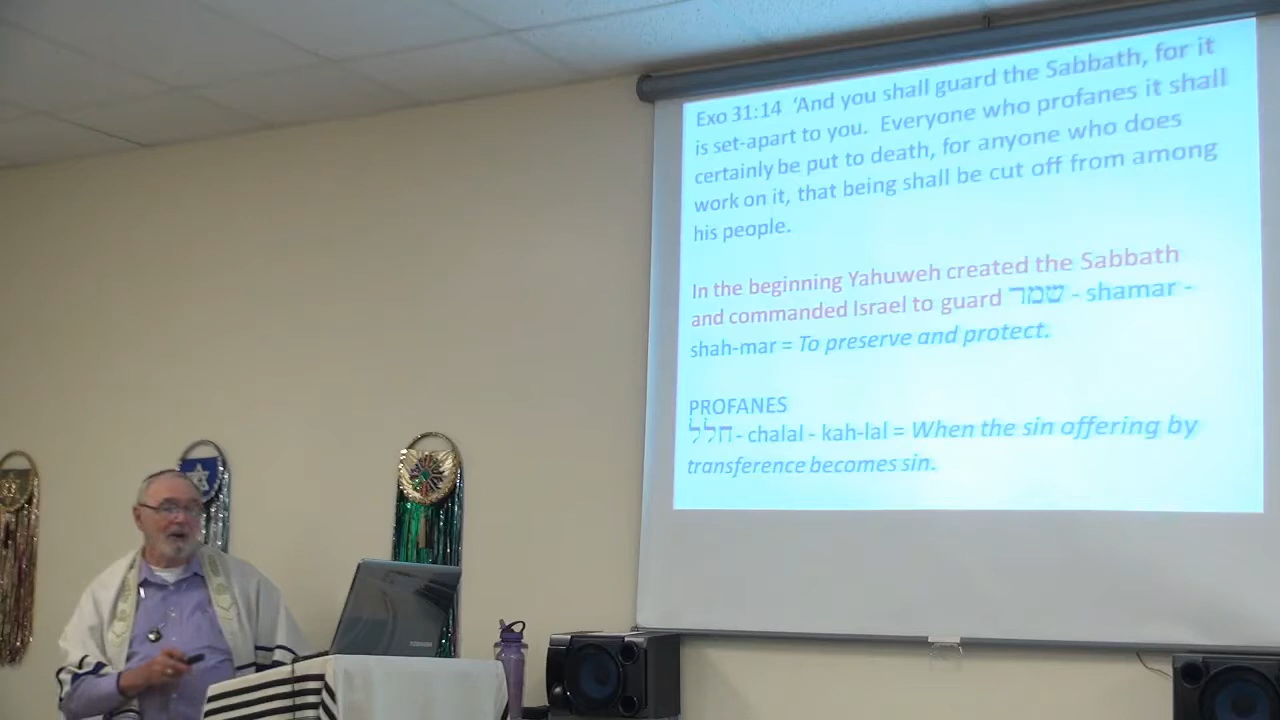 Exo 31:14 ‘And you shall guard the Sabbath, for it
is set-apart to you. Everyone who profanes it shall
certainly be put to death, for anyone who does
work on it, that being shall be cut off from among
his people.
In the beginning Yahuweh created the Sabbath
and commanded Israel to guard שמר - shamar -
shah-mar = To preserve and protect.
PROFANES
חלל - chalal - kah-lal = When the sin offering by
transference becomes sin.
TOSHIBA